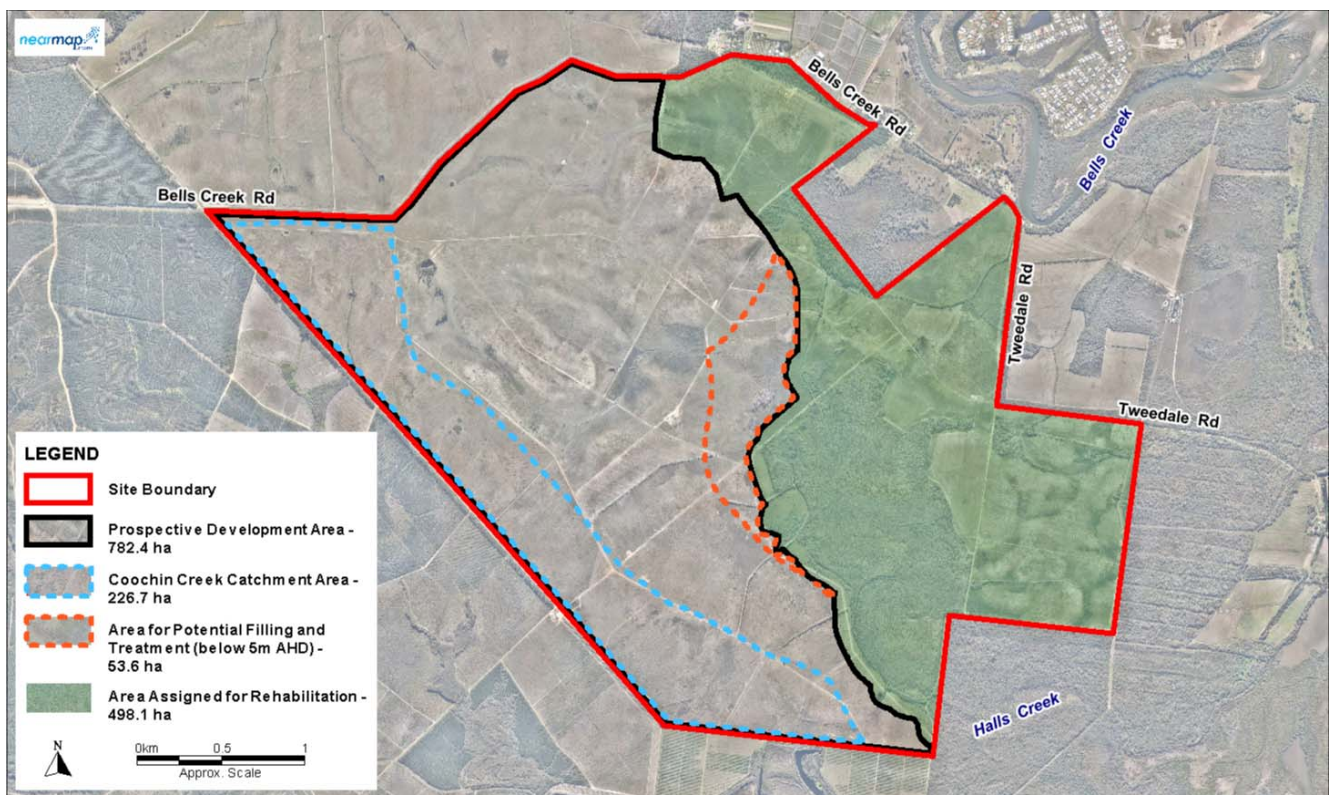 nearmap
Bells Creek Rd
Bells Creek
Bells Creek Rd
Tweedale Rd
Tweedale Rd
Halls Creek
LEGEND
Site Boundary
Prospective Development Area -
782.4 ha
Coochin Creek Catchment Area -
226.7 ha
Area for Potential Filling and
Treatment (below 5m AHD) -
53.6 ha
Area Assigned for Rehabilitation -
498.1 ha
N
0km 0.5 1
Approx. Scale